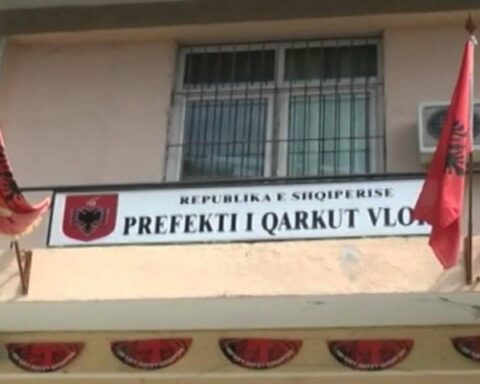 REPUBLIKA E SHQIPERISE
PREFEKTI I QARKUT VLO